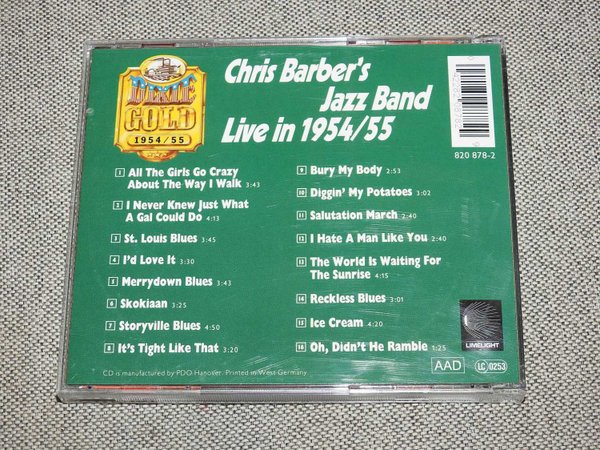 DIXIE
GOLD
1954/55
Chris Barber's
Jazz Band
Live in 1954/55
820 878-2
1 All The Girls Go Crazy
About The Way I Walk 3:43
2 I Never Knew Just What
A Gal Could Do 4:13
3 St. Louis Blues 3:45
4 I'd Love It 3:30
5 Merrydown Blues 3:43
6 Skokiaan 3:25
7 Storyville Blues 4:50
8 It's Tight Like That 3:20
9 Bury My Body 2:53
10 Diggin' My Potatoes 3:02
11 Salutation March 2:40
12 I Hate A Man Like You 2:40
13 The World Is Waiting For
The Sunrise 4:15
14 Reckless Blues 3:01
15 Ice Cream 4:20
16 Oh, Didn't He Ramble 1:25
LIMELIGHT
CD is manufactured by PDO Hanover. Printed in West Germany
AAD
LC 0253